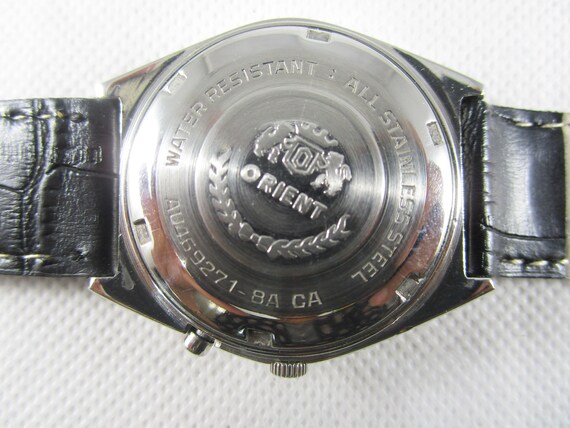 WATER RESISTANT : ALL STAINLESS STEEL
ORIENT
AU469271-8A CA